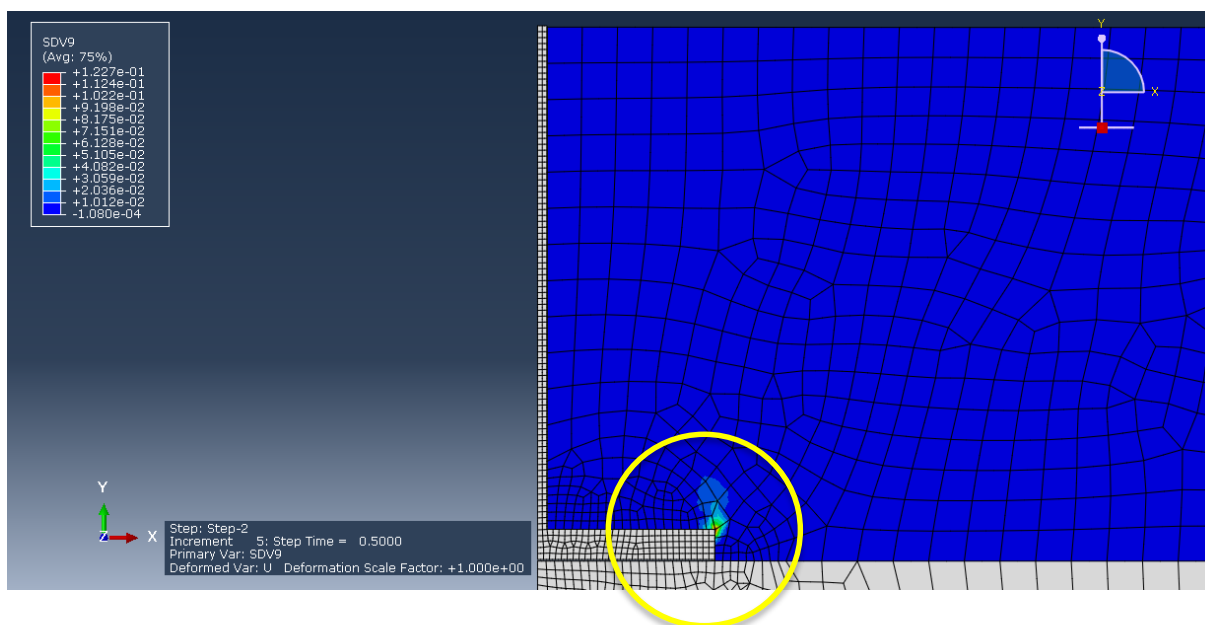 SDV9
(Avg: 75%)
+1.227e-01
+1.124e-01
+1.022e-01
+9.198e-02
+8.175e-02
+7.151e-02
+6.128e-02
+5.105e-02
+4.082e-02
+3.059e-02
+2.036e-02
+1.012e-02
-1.080e-04
Y
Z
X
Y
Z
X
Step: Step-2
Increment 5: Step Time = 0.5000
Primary Var: SDV9
Deformed Var: U Deformation Scale Factor: +1.000e+00